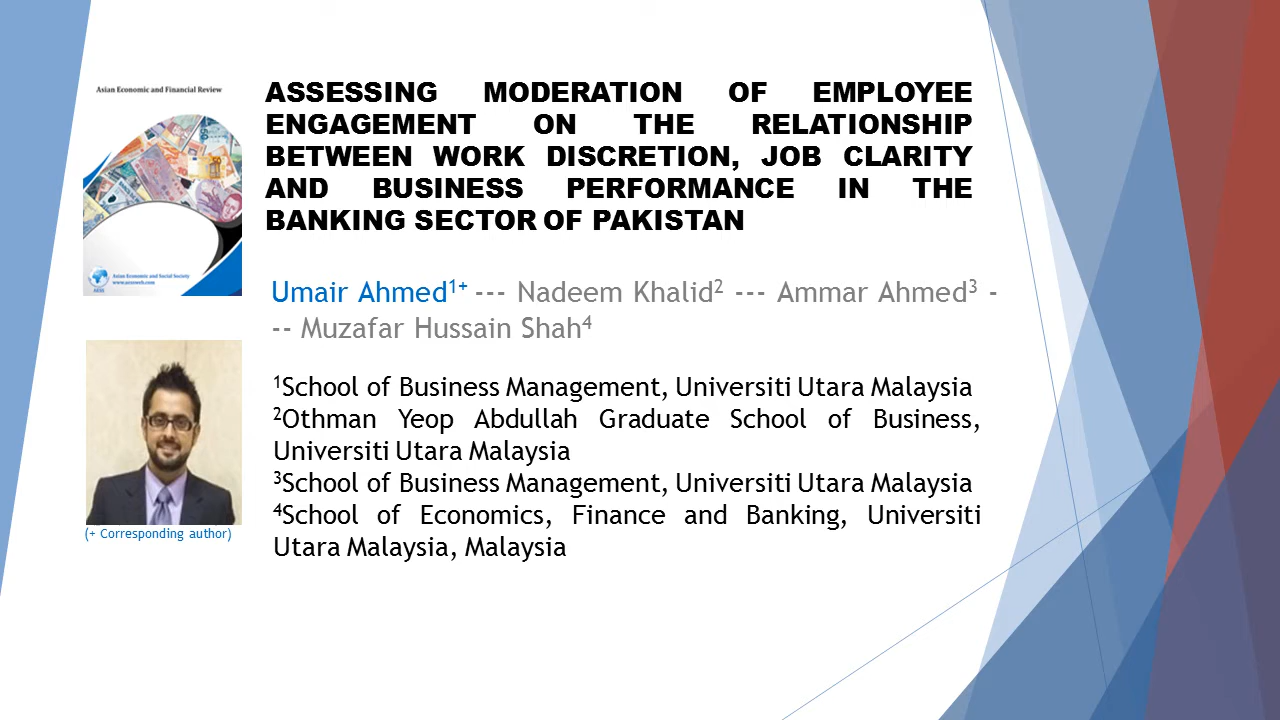 Asian Economic and Financial Review
ASSESSING MODERATION OF EMPLOYEE
ENGAGEMENT ON THE RELATIONSHIP
BETWEEN WORK DISCRETION, JOB CLARITY
AND BUSINESS PERFORMANCE IN THE
BANKING SECTOR OF PAKISTAN
Asian Economic and Social Society
www.aessweb.com
AESS
Umair Ahmed¹⁺ --- Nadeem Khalid² --- Ammar Ahmed³ -
-- Muzafar Hussain Shah⁴
¹School of Business Management, Universiti Utara Malaysia
²Othman Yeop Abdullah Graduate School of Business,
Universiti Utara Malaysia
³School of Business Management, Universiti Utara Malaysia
⁴School of Economics, Finance and Banking, Universiti
Utara Malaysia, Malaysia
(+ Corresponding author)